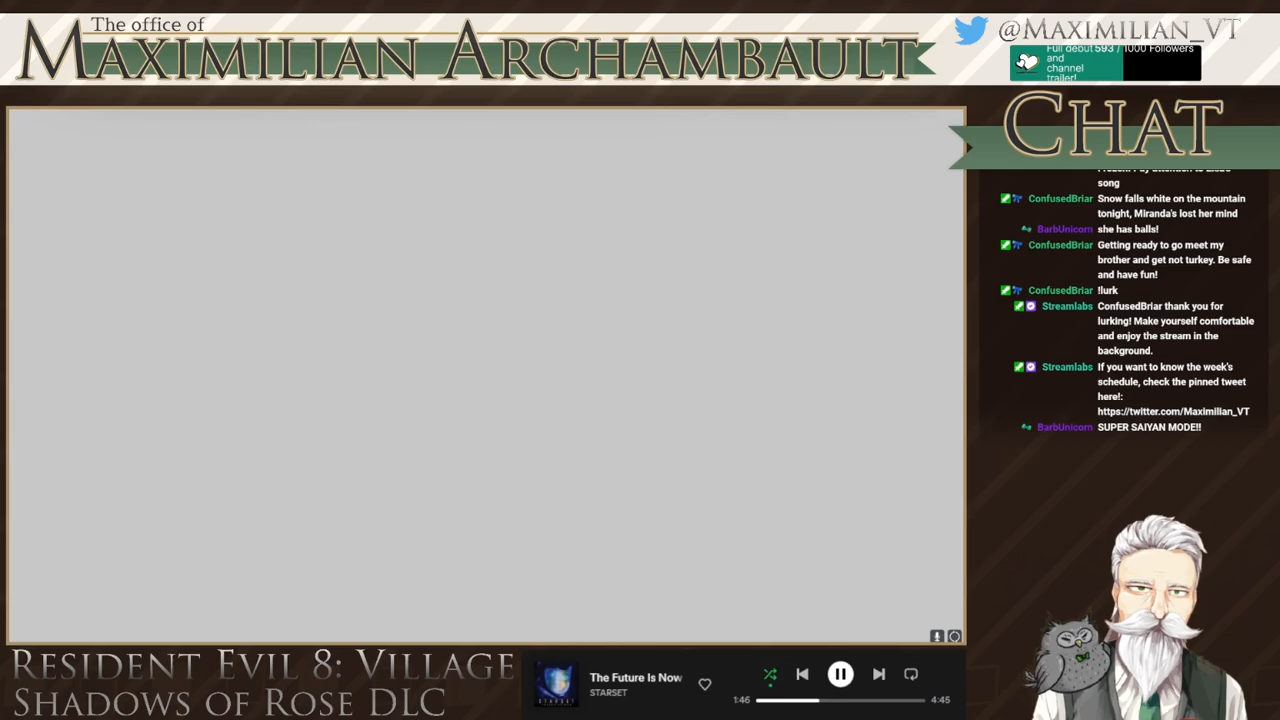 The office of
MAXIMILIAN ARCHAMBAULT
@MAXIMILIAN_VT
Full debut 593 / 1000 Followers
and
channel
trailer!
CHAT
song
ConfusedBriar Snow falls white on the mountain
tonight, Miranda's lost her mind
BarbUnicorn she has balls!
ConfusedBriar Getting ready to go meet my
brother and get not turkey. Be safe
and have fun!
ConfusedBriar !lurk
Streamlabs ConfusedBriar thank you for
lurking! Make yourself comfortable
and enjoy the stream in the
background.
Streamlabs If you want to know the week's
schedule, check the pinned tweet
here!:
https://twitter.com/Maximilian_VT
BarbUnicorn SUPER SAIYAN MODE!!
RESIDENT EVIL 8: VILLAGE
SHADOWS OF ROSE DLC
STARSET
The Future Is Now
STARSET
1:46
4:45